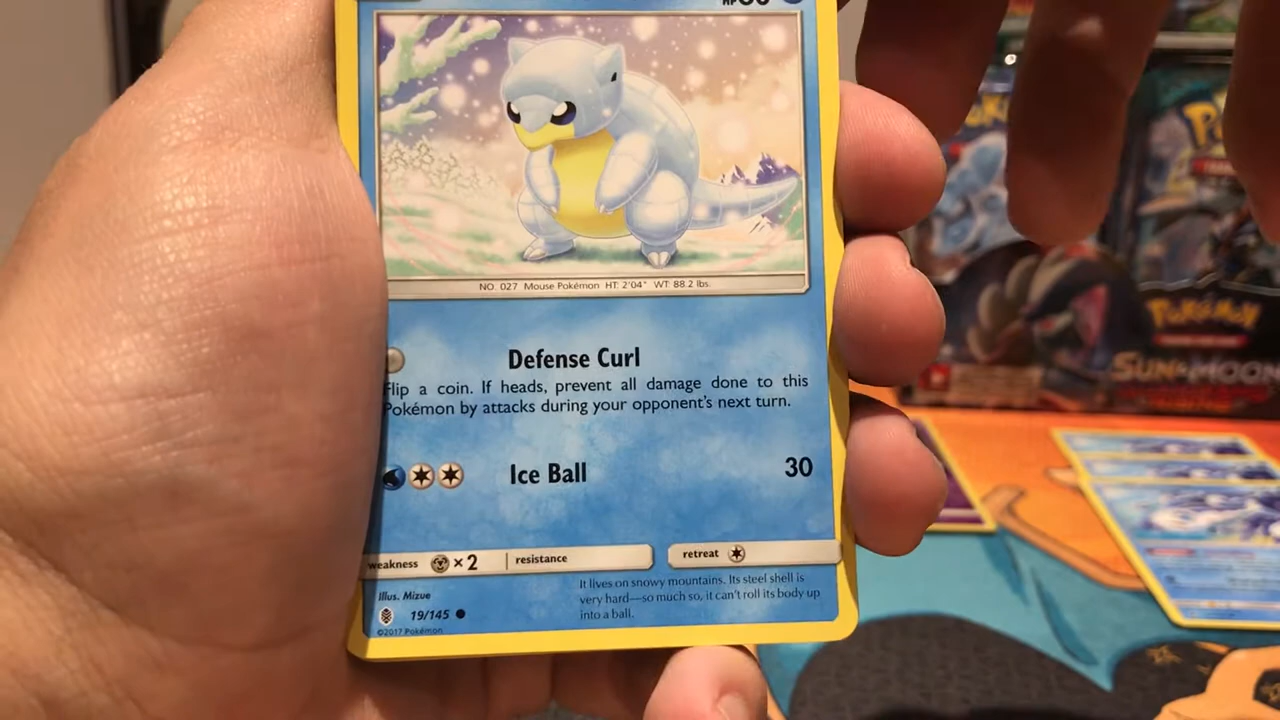 NO. 027 Mouse Pokémon HT: 2'04" WT: 88.2 lbs.
Defense Curl
Flip a coin. If heads, prevent all damage done to this
Pokémon by attacks during your opponent's next turn.
Ice Ball 30
weakness ×2 resistance retreat
It lives on snowy mountains. Its steel shell is
very hard—so much so, it can't roll its body up
into a ball.
Illus. Mizue
19/145
©2017 Pokémon
POKÉMON
SUN & MOON